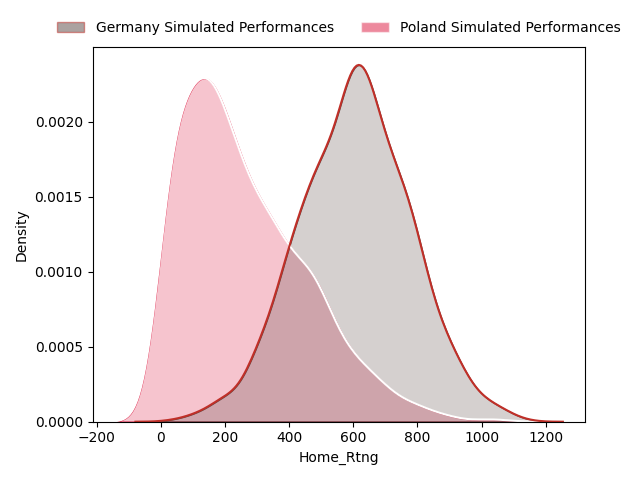 Germany Simulated Performances Poland Simulated Performances
0.0020
0.0015
0.0010
0.0005
0.0000
Density
−200 0 200 400 600 800 1000 1200
Home_Rtng